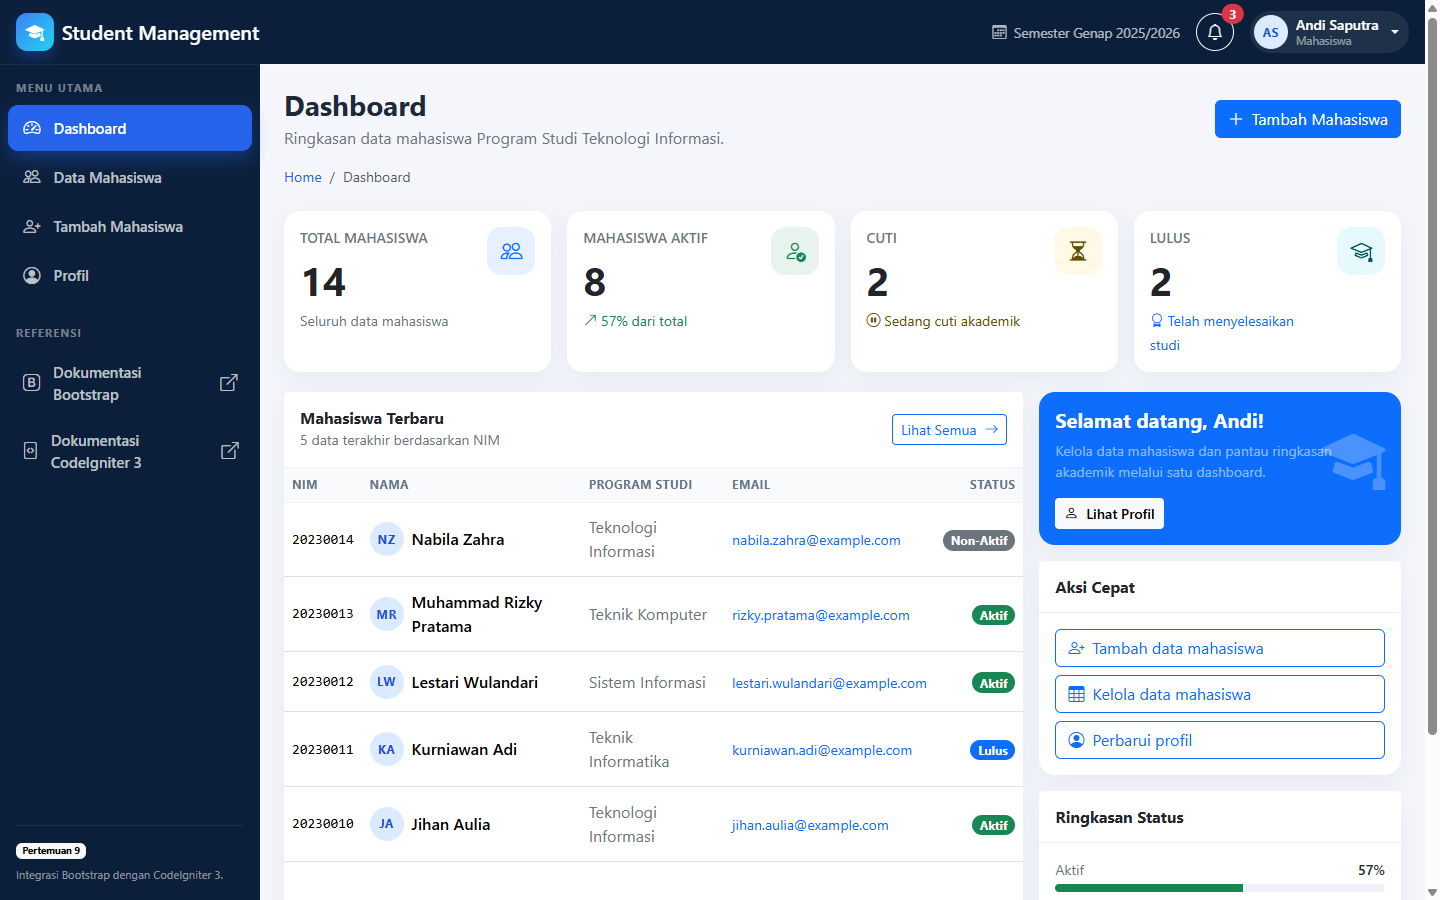 Student Management
Semester Genap 2025/2026
3
AS
Andi Saputra
Mahasiswa
MENU UTAMA
Dashboard
Data Mahasiswa
Tambah Mahasiswa
Profil
REFERENSI
Dokumentasi
Bootstrap
Dokumentasi
CodeIgniter 3
Pertemuan 9
Integrasi Bootstrap dengan CodeIgniter 3.
Dashboard
Ringkasan data mahasiswa Program Studi Teknologi Informasi.
Tambah Mahasiswa
Home / Dashboard
TOTAL MAHASISWA
14
Seluruh data mahasiswa
MAHASISWA AKTIF
8
57% dari total
CUTI
2
Sedang cuti akademik
LULUS
2
Telah menyelesaikan
studi
Mahasiswa Terbaru
5 data terakhir berdasarkan NIM
Lihat Semua
NIM NAMA PROGRAM STUDI EMAIL STATUS
20230014 NZ Nabila Zahra Teknologi Informasi nabila.zahra@example.com Non-Aktif
20230013 MR Muhammad Rizky Pratama Teknik Komputer rizky.pratama@example.com Aktif
20230012 LW Lestari Wulandari Sistem Informasi lestari.wulandari@example.com Aktif
20230011 KA Kurniawan Adi Teknik Informatika kurniawan.adi@example.com Lulus
20230010 JA Jihan Aulia Teknologi Informasi jihan.aulia@example.com Aktif
Selamat datang, Andi!
Kelola data mahasiswa dan pantau ringkasan
akademik melalui satu dashboard.
Lihat Profil
Aksi Cepat
Tambah data mahasiswa
Kelola data mahasiswa
Perbarui profil
Ringkasan Status
Aktif 57%